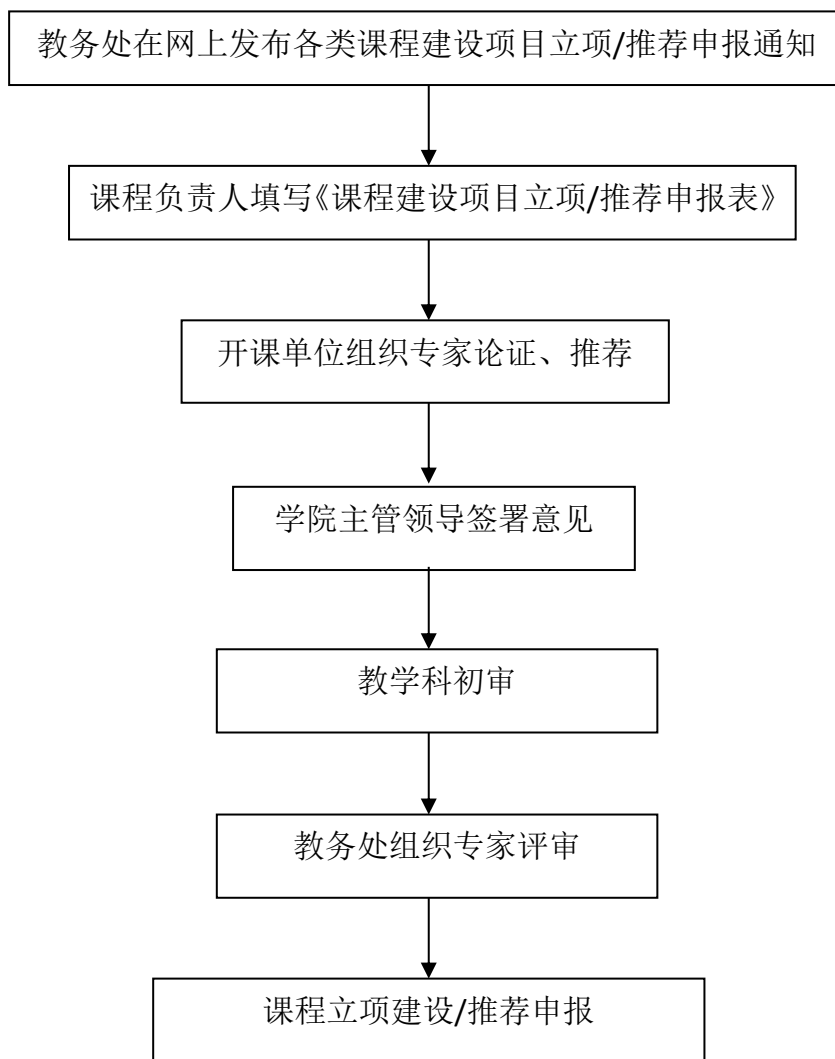 教务处在网上发布各类课程建设项目立项/推荐申报通知
课程负责人填写《课程建设项目立项/推荐申报表》
开课单位组织专家论证、推荐
学院主管领导签署意见
教学科初审
教务处组织专家评审
课程立项建设/推荐申报